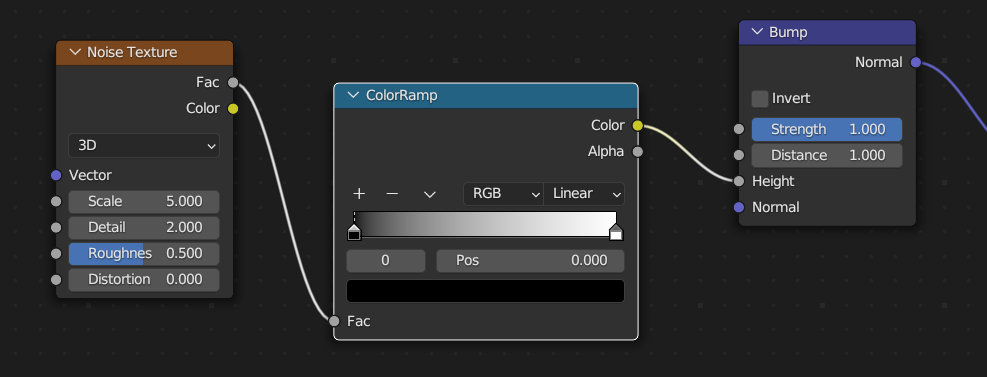 Noise Texture
Fac
Color
3D
Vector
Scale 5.000
Detail 2.000
Roughnes 0.500
Distortion 0.000
ColorRamp
Color
Alpha
+ − RGB Linear
0 Pos 0.000
Fac
Bump
Normal
Invert
Strength 1.000
Distance 1.000
Height
Normal